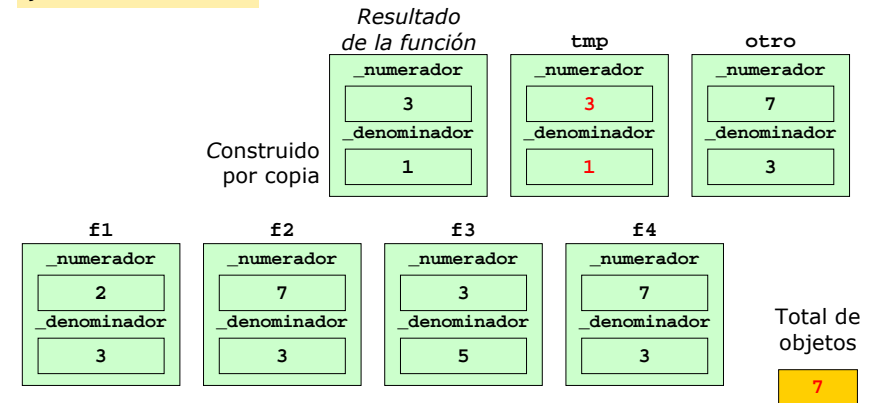 Resultado
de la función tmp otro
_numerador _numerador _numerador
3 3 7
_denominador _denominador _denominador
Construido
por copia
1 1 3
f1 f2 f3 f4
_numerador _numerador _numerador _numerador
2 7 3 7
_denominador _denominador _denominador _denominador
3 3 5 3
Total de
objetos
7